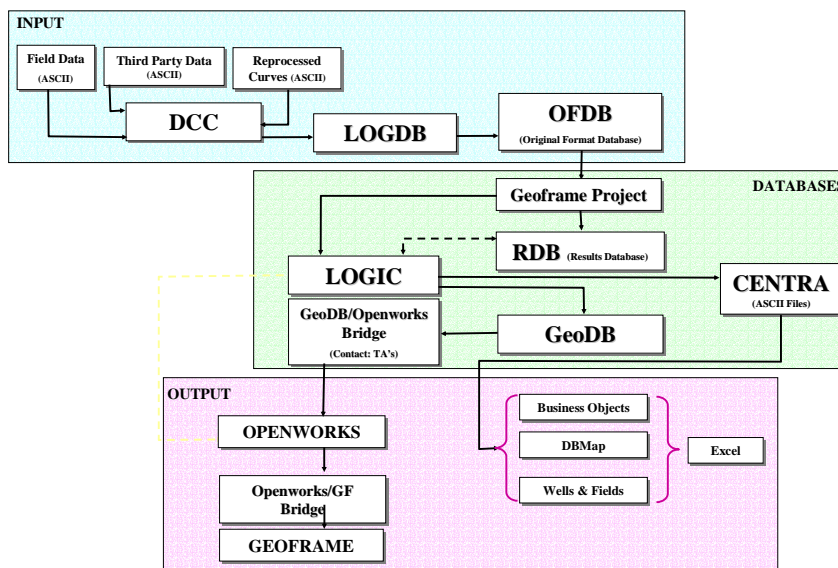 INPUT
Field Data
(ASCII)
Third Party Data
(ASCII)
Reprocessed
Curves (ASCII)
DCC
LOGDB
OFDB
(Original Format Database)
DATABASES
Geoframe Project
RDB (Results Database)
LOGIC
CENTRA
(ASCII Files)
GeoDB/Openworks
Bridge
(Contact: TA's)
GeoDB
OUTPUT
OPENWORKS
Openworks/GF
Bridge
GEOFRAME
Business Objects
DBMap
Wells & Fields
Excel